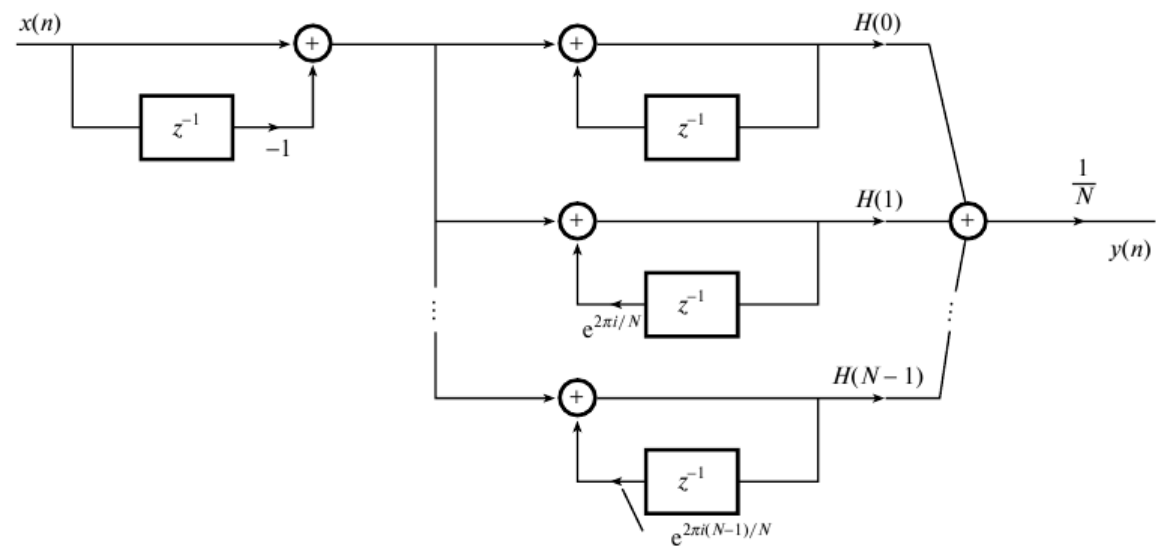 x(n)
H(0)
+
+
z⁻¹
−1
z⁻¹
H(1)
1
N
+
+
y(n)
z⁻¹
e^{2πi/N}
⋮
⋮
H(N − 1)
+
z⁻¹
e^{2πi(N−1)/N}